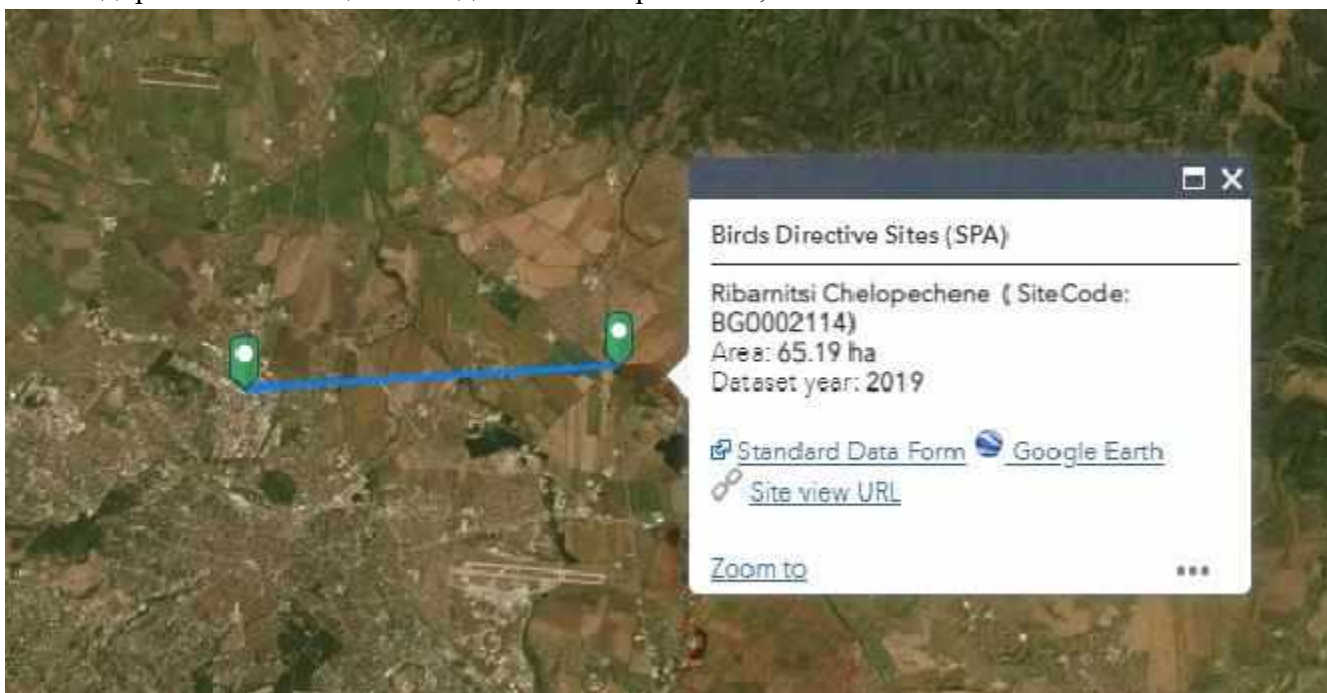 Birds Directive Sites (SPA)
Ribarnitsi Chelopechene ( SiteCode:
BG0002114)
Area: 65.19 ha
Dataset year: 2019
Standard Data Form Google Earth
Site view URL
Zoom to